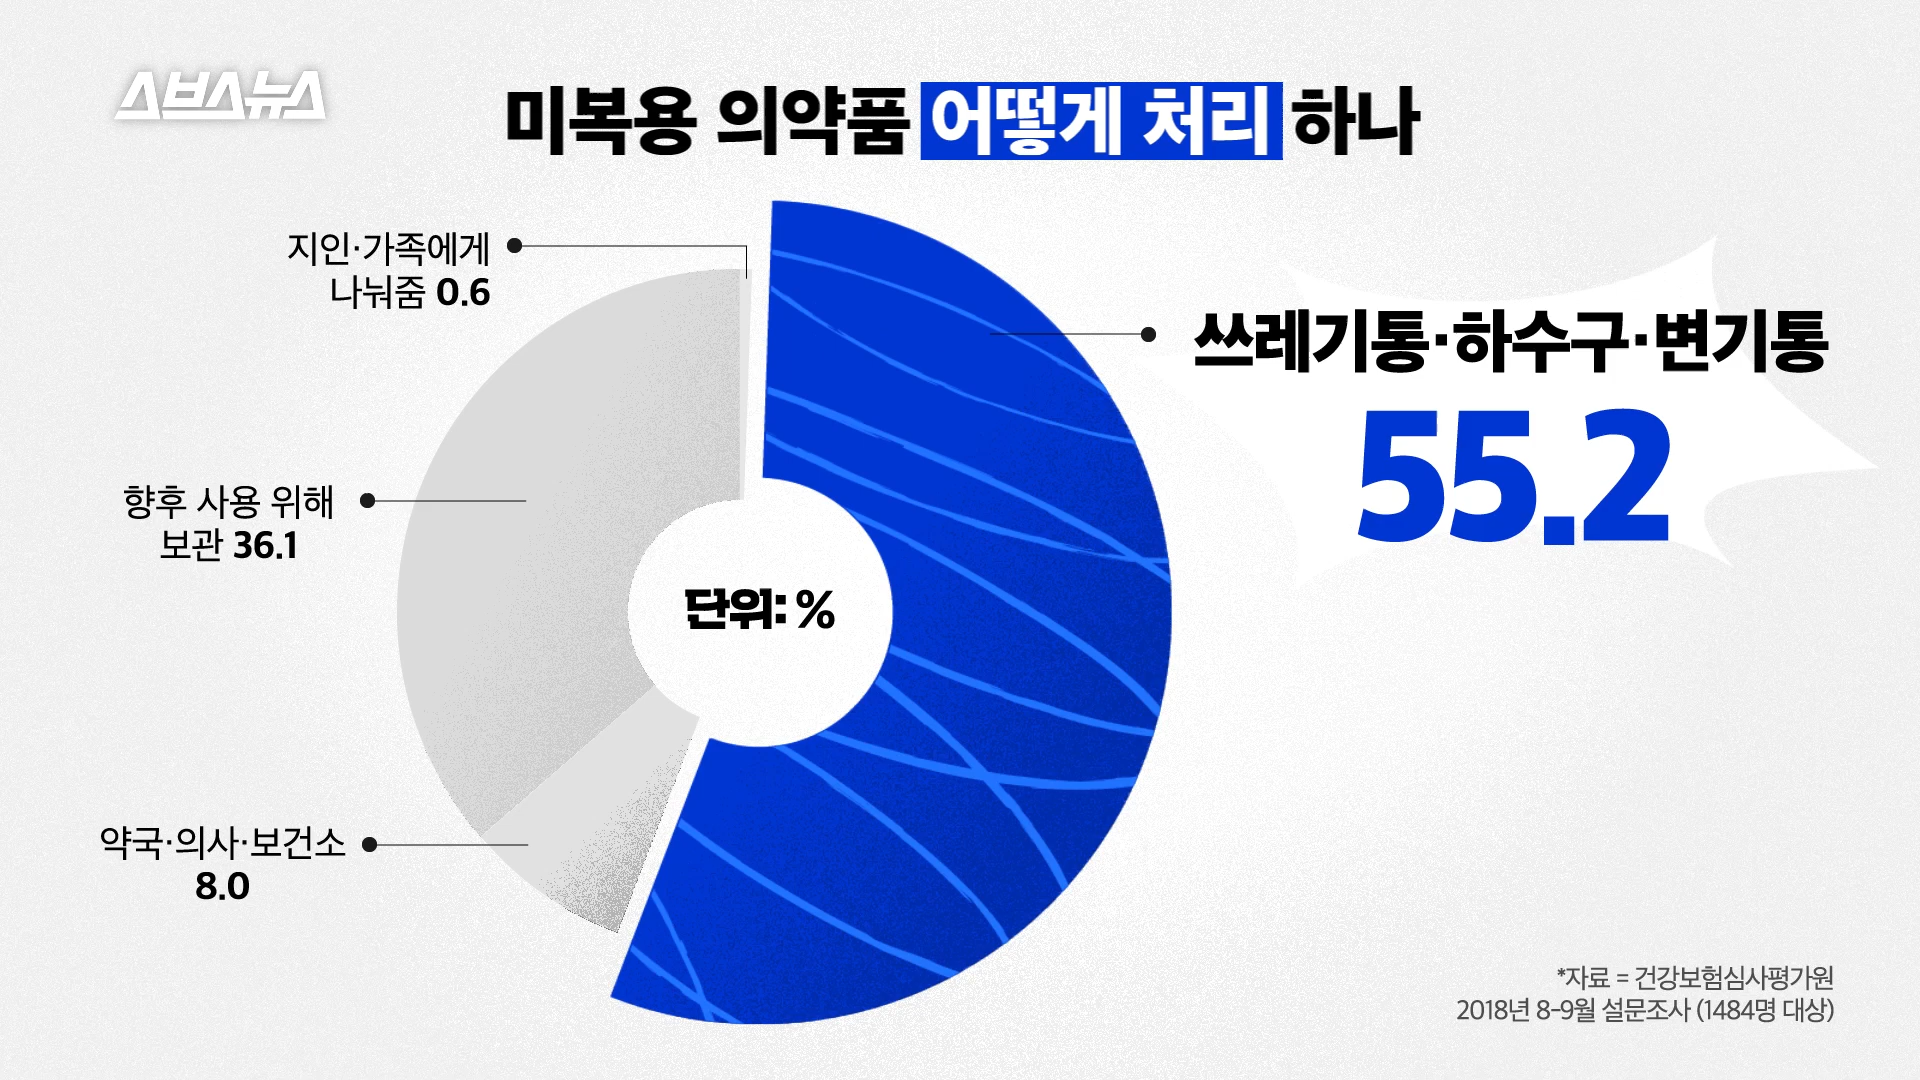 스브스뉴스
미복용 의약품 어떻게 처리 하나
지인·가족에게
나눠줌 0.6
쓰레기통·하수구·변기통
55.2
향후 사용 위해
보관 36.1
단위: %
약국·의사·보건소
8.0
*자료 = 건강보험심사평가원
2018년 8-9월 설문조사 (1484명 대상)